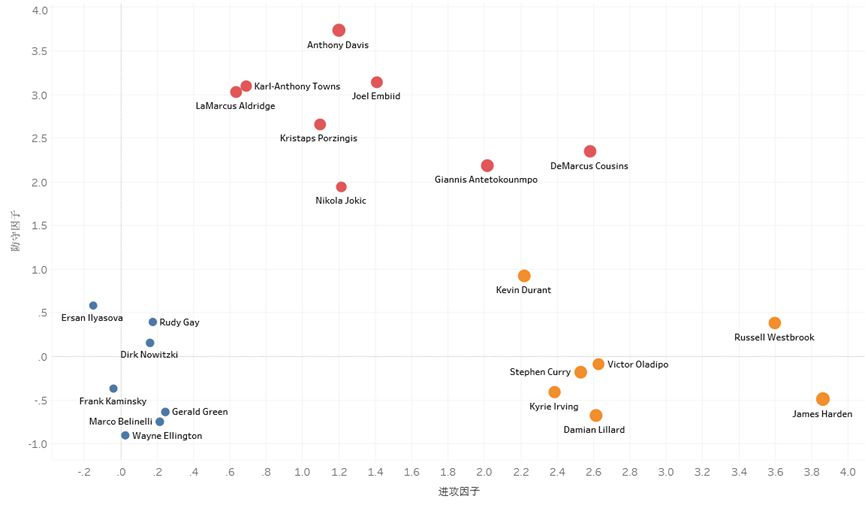 4.0
Anthony Davis
3.5
Karl-Anthony Towns
3.0
Joel Embiid
LaMarcus Aldridge
Kristaps Porzingis
2.5
DeMarcus Cousins
Giannis Antetokounmpo
2.0
Nikola Jokic
防守因子
1.5
1.0
Kevin Durant
.5
Ersan Ilyasova
Rudy Gay
Russell Westbrook
.0
Dirk Nowitzki
Victor Oladipo
Stephen Curry
Frank Kaminsky
Kyrie Irving
-.5
Gerald Green
James Harden
Marco Belinelli
Damian Lillard
Wayne Ellington
-1.0
-.2 .0 .2 .4 .6 .8 1.0 1.2 1.4 1.6 1.8 2.0 2.2 2.4 2.6 2.8 3.0 3.2 3.4 3.6 3.8 4.0
进攻因子